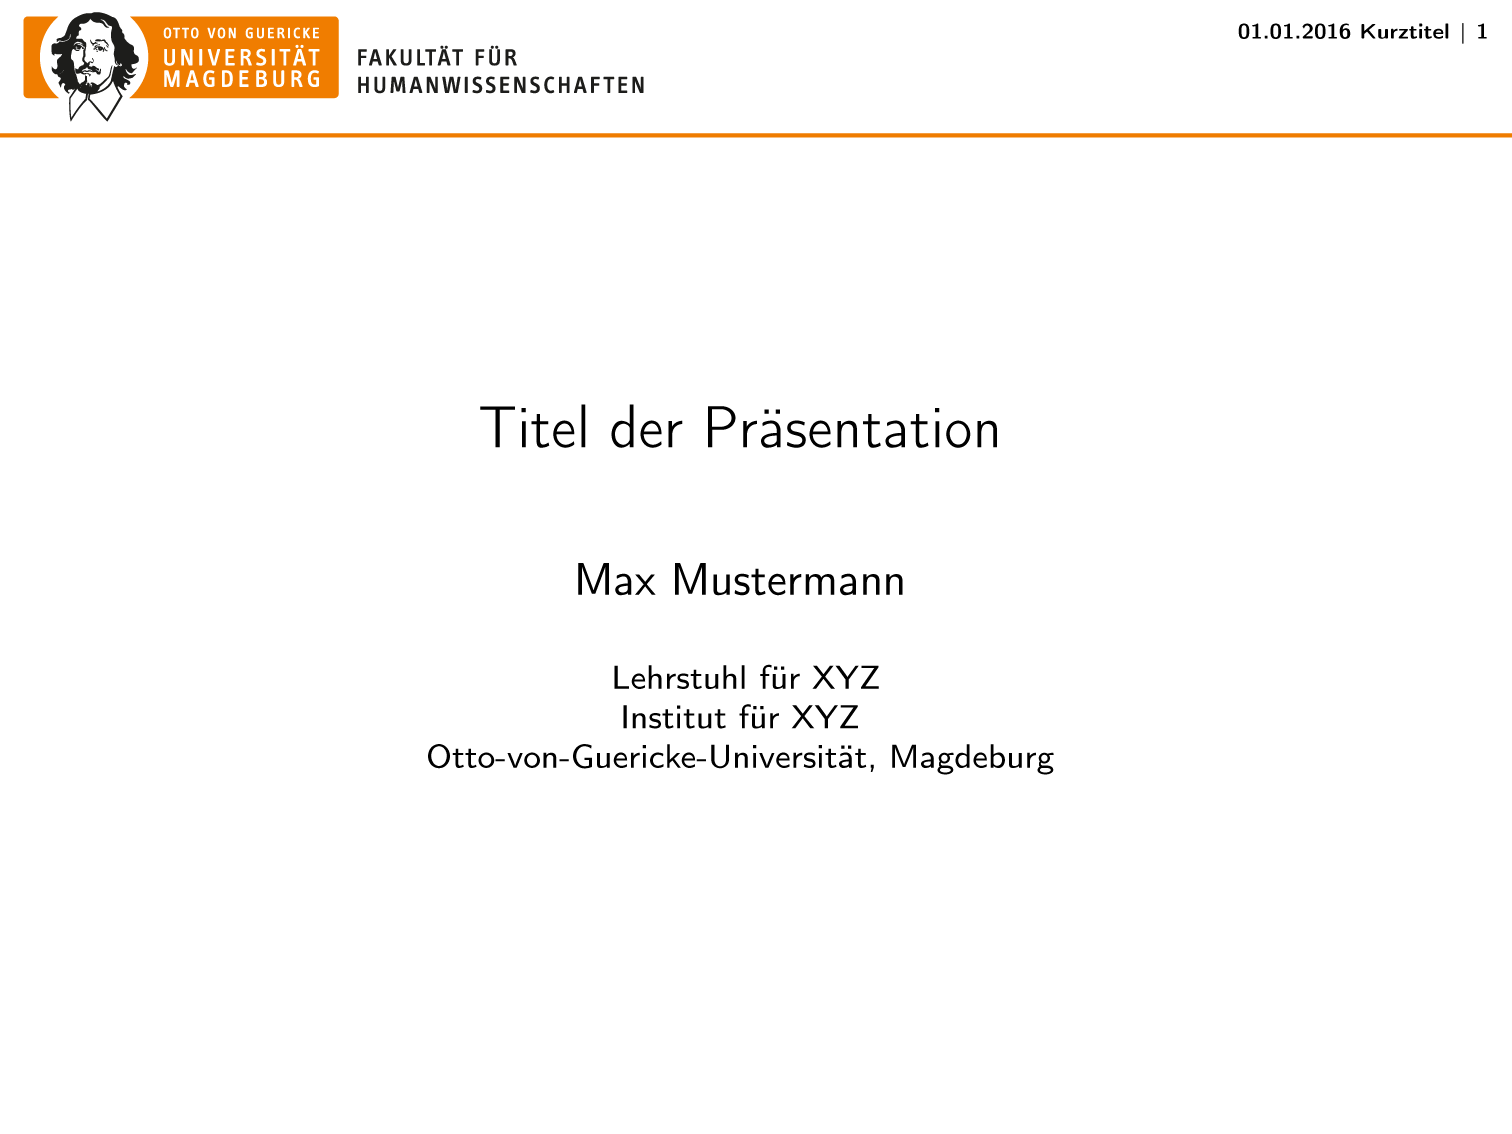 OTTO VON GUERICKE
UNIVERSITÄT
MAGDEBURG
FAKULTÄT FÜR
HUMANWISSENSCHAFTEN
01.01.2016 Kurztitel | 1
Titel der Präsentation
Max Mustermann
Lehrstuhl für XYZ
Institut für XYZ
Otto-von-Guericke-Universität, Magdeburg